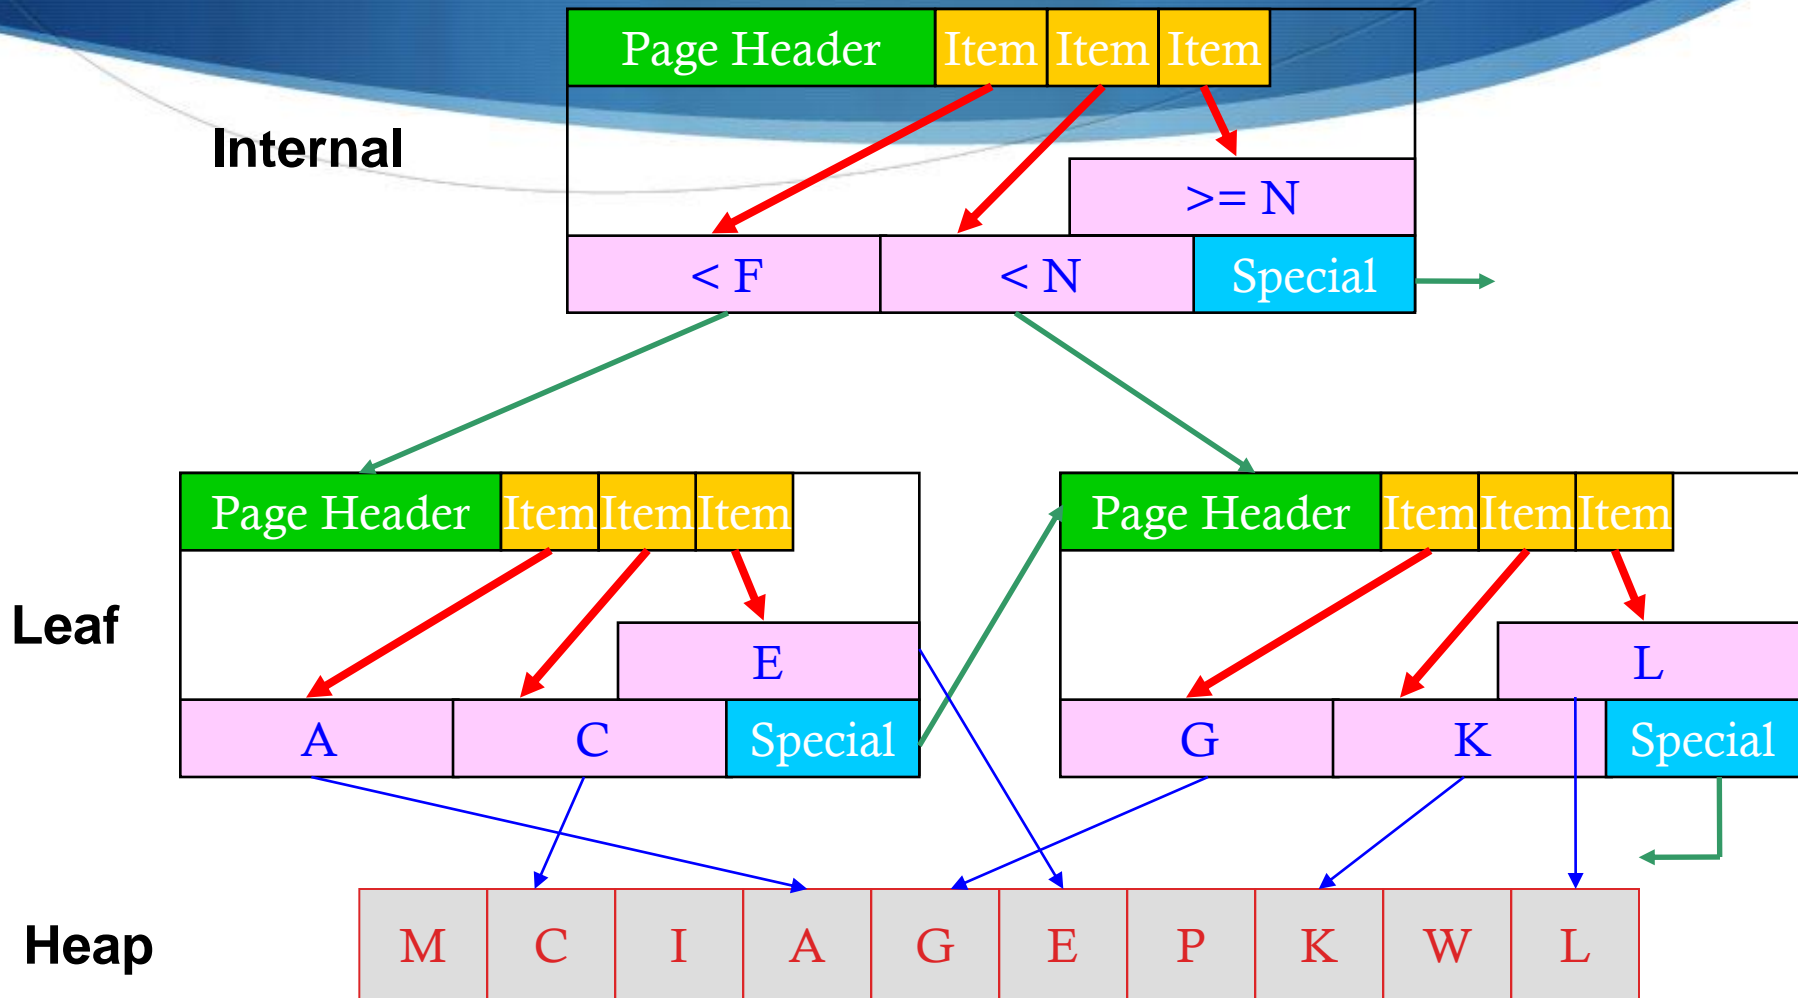 Page Header Item Item Item
Internal
>= N
< F < N Special
Page Header Item Item Item Page Header Item Item Item
Leaf
E L
A C Special G K Special
Heap M C I A G E P K W L